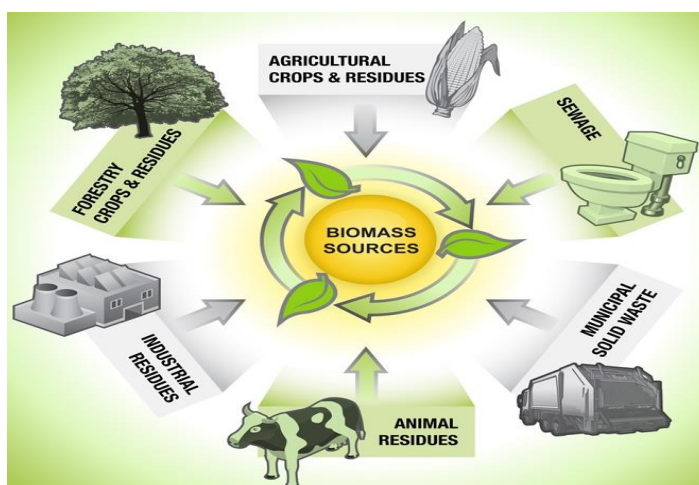 AGRICULTURAL
CROPS & RESIDUES
SEWAGE
FORESTRY
CROPS & RESIDUES
BIOMASS
SOURCES
INDUSTRIAL
RESIDUES
MUNICIPAL
SOLID WASTE
ANIMAL
RESIDUES